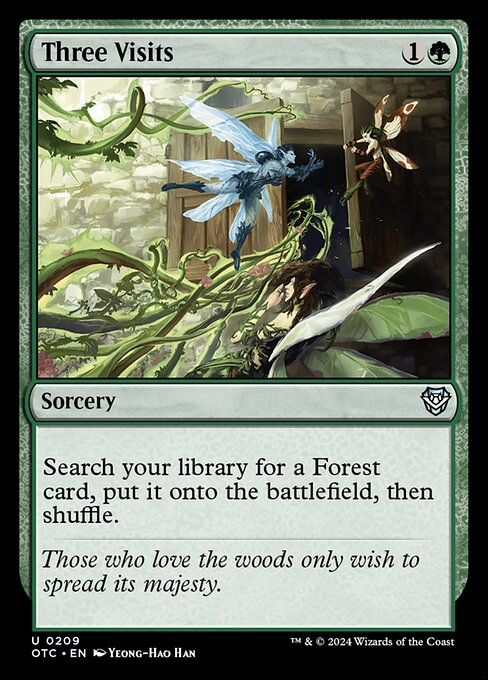 Three Visits 1
Sorcery
Search your library for a Forest
card, put it onto the battlefield, then
shuffle.
Those who love the woods only wish to
spread its majesty.
U 0209
OTC • EN Yeong-Hao Han
™ & © 2024 Wizards of the Coast